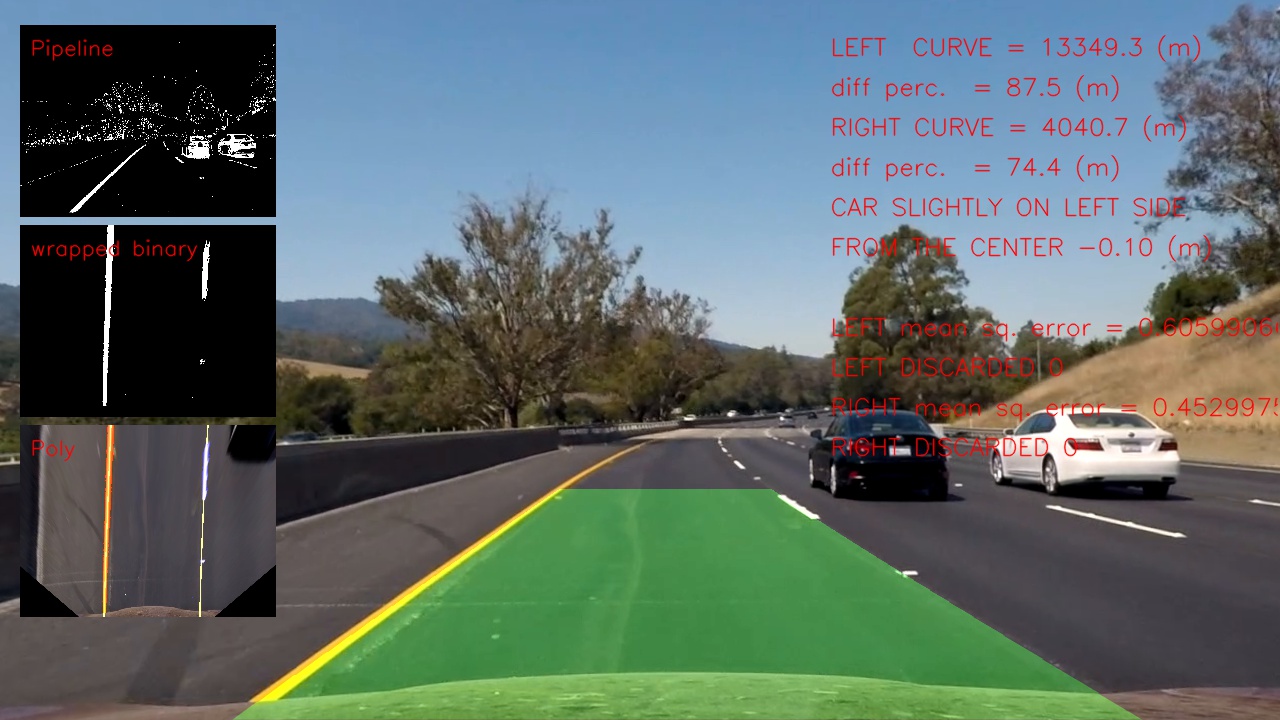 Pipeline
wrapped binary
Poly
LEFT CURVE = 13349.3 (m)
diff perc. = 87.5 (m)
RIGHT CURVE = 4040.7 (m)
diff perc. = 74.4 (m)
CAR SLIGHTLY ON LEFT SIDE
FROM THE CENTER -0.10 (m)
LEFT mean sq. error = 0.6059906
LEFT DISCARDED 0
RIGHT mean sq. error = 0.4529975
RIGHT DISCARDED 0